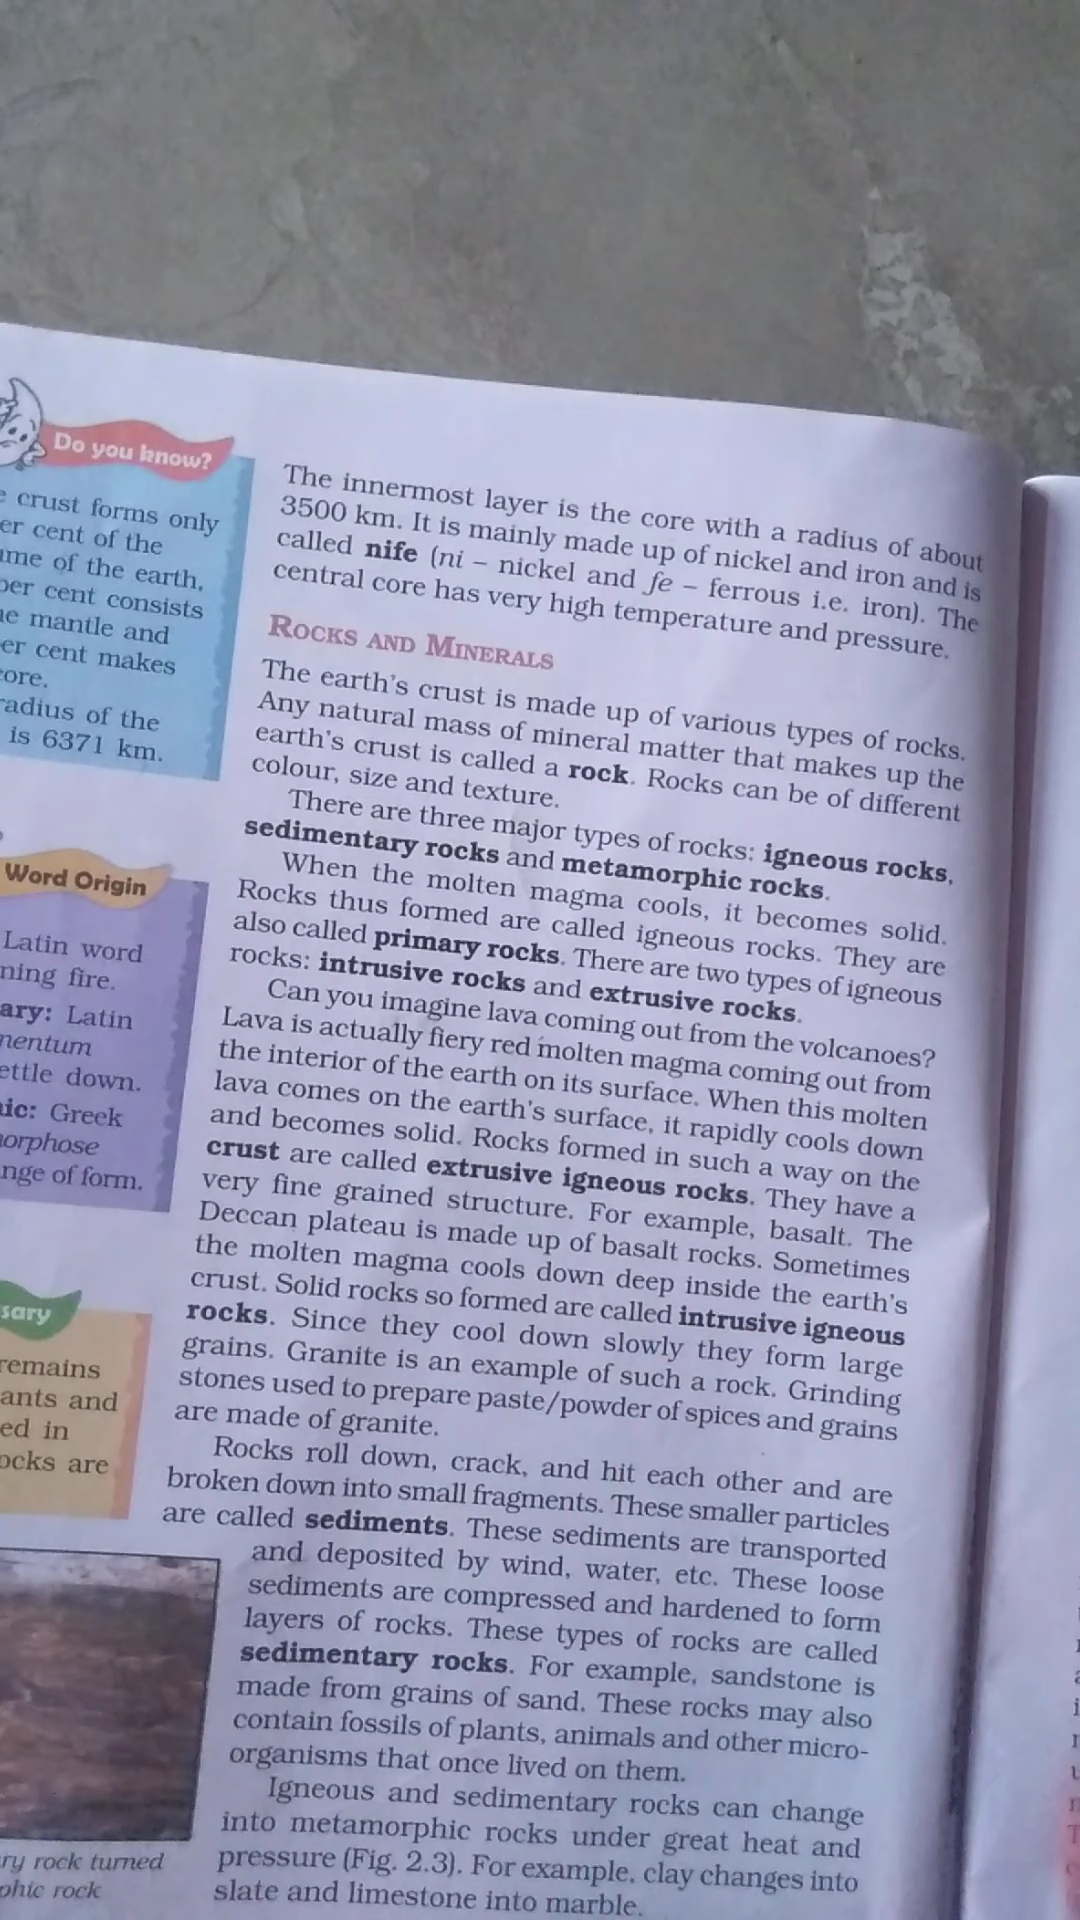 Do you know?
crust forms only
er cent of the
ume of the earth,
per cent consists
he mantle and
er cent makes
core.
radius of the
is 6371 km.
The innermost layer is the core with a radius of about
3500 km. It is mainly made up of nickel and iron and is
called nife (ni – nickel and fe – ferrous i.e. iron). The
central core has very high temperature and pressure.
ROCKS AND MINERALS
The earth's crust is made up of various types of rocks.
Any natural mass of mineral matter that makes up the
earth's crust is called a rock. Rocks can be of different
colour, size and texture.
There are three major types of rocks: igneous rocks,
sedimentary rocks and metamorphic rocks.
When the molten magma cools, it becomes solid.
Rocks thus formed are called igneous rocks. They are
also called primary rocks. There are two types of igneous
rocks: intrusive rocks and extrusive rocks.
Can you imagine lava coming out from the volcanoes?
Lava is actually fiery red molten magma coming out from
the interior of the earth on its surface. When this molten
lava comes on the earth's surface, it rapidly cools down
and becomes solid. Rocks formed in such a way on the
crust are called extrusive igneous rocks. They have a
very fine grained structure. For example, basalt. The
Deccan plateau is made up of basalt rocks. Sometimes
the molten magma cools down deep inside the earth's
crust. Solid rocks so formed are called intrusive igneous
rocks. Since they cool down slowly they form large
grains. Granite is an example of such a rock. Grinding
stones used to prepare paste/powder of spices and grains
are made of granite.
Rocks roll down, crack, and hit each other and are
broken down into small fragments. These smaller particles
are called sediments. These sediments are transported
and deposited by wind, water, etc. These loose
sediments are compressed and hardened to form
layers of rocks. These types of rocks are called
sedimentary rocks. For example, sandstone is
made from grains of sand. These rocks may also
contain fossils of plants, animals and other micro-
organisms that once lived on them.
Igneous and sedimentary rocks can change
into metamorphic rocks under great heat and
pressure (Fig. 2.3). For example, clay changes into
slate and limestone into marble.
Word Origin
Latin word
ning fire.
ary: Latin
mentum
ettle down.
hic: Greek
morphose
ange of form.
sary
remains
ants and
ed in
ocks are
ry rock turned
phic rock